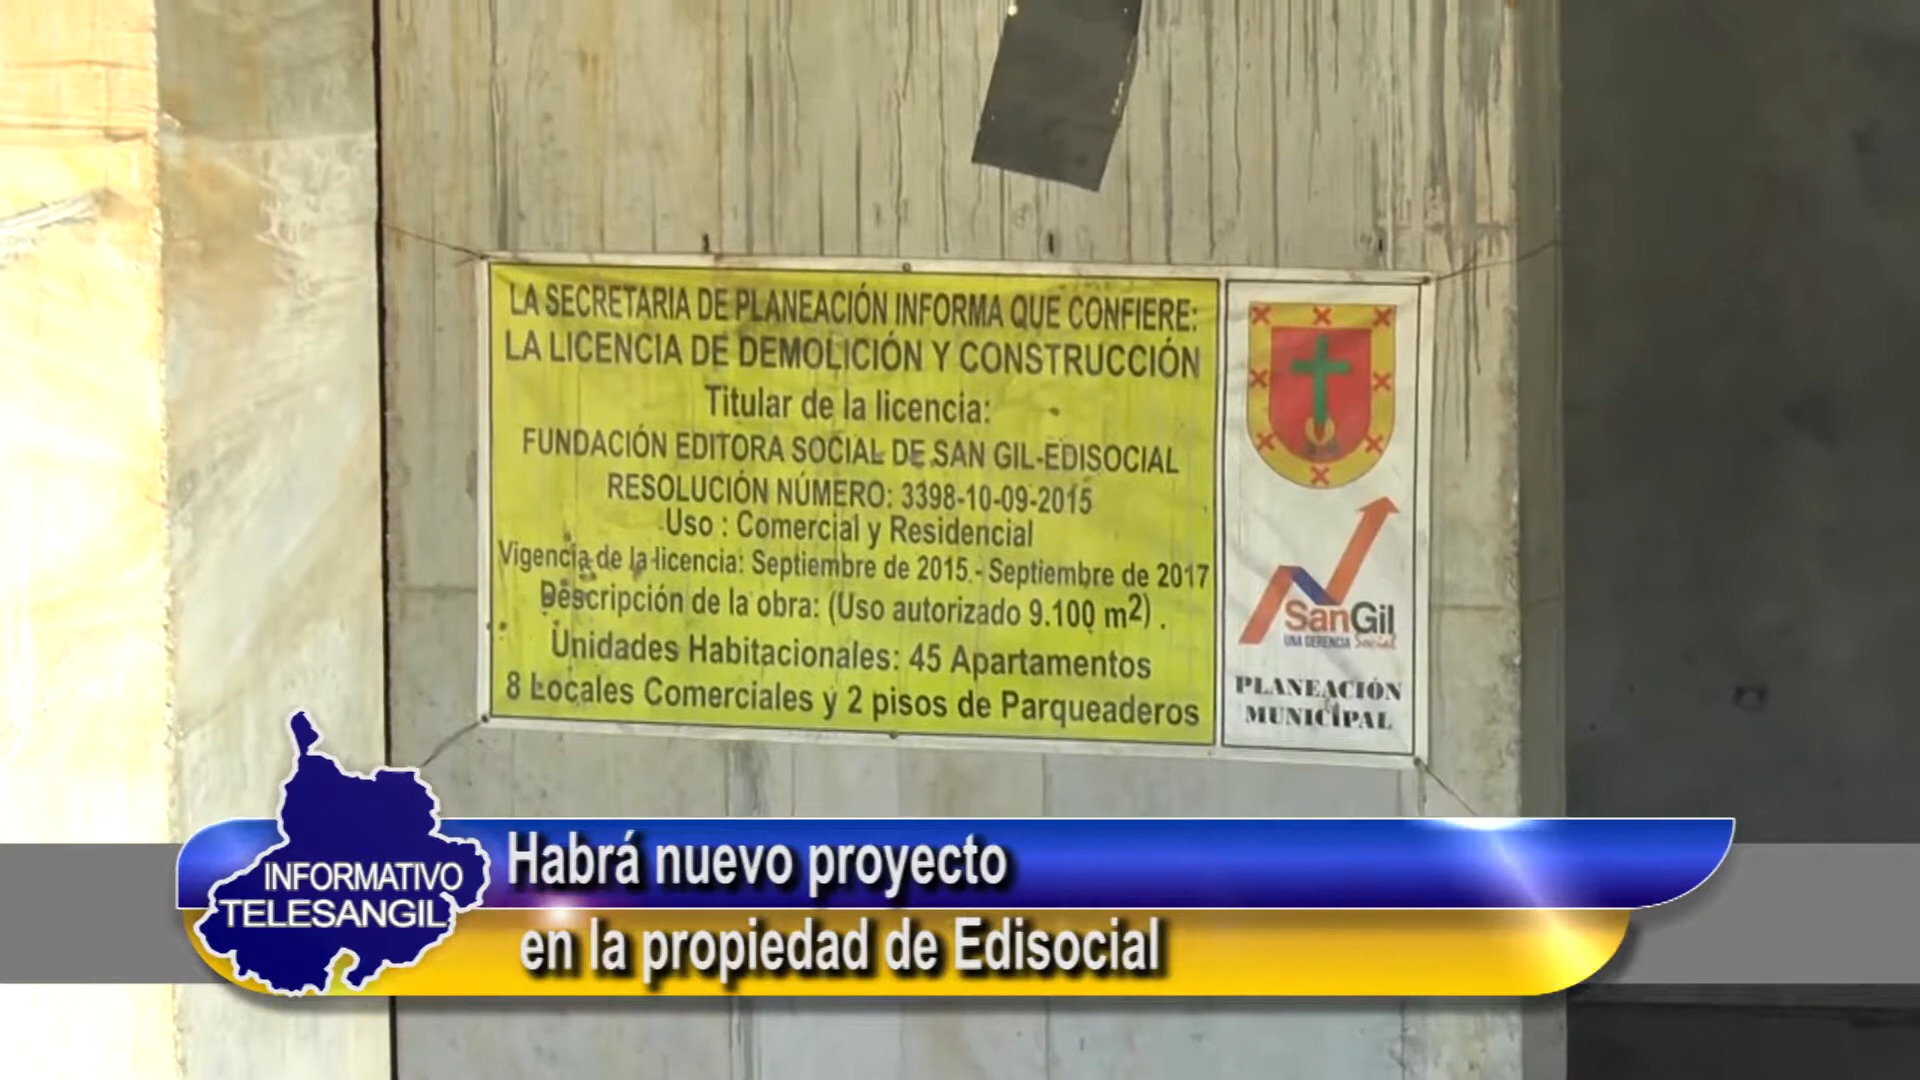 LA SECRETARIA DE PLANEACIÓN INFORMA QUE CONFIERE:
LA LICENCIA DE DEMOLICIÓN Y CONSTRUCCIÓN
Titular de la licencia:
FUNDACIÓN EDITORA SOCIAL DE SAN GIL-EDISOCIAL
RESOLUCIÓN NÚMERO: 3398-10-09-2015
Uso : Comercial y Residencial
Vigencia de la licencia: Septiembre de 2015 - Septiembre de 2017
Descripción de la obra: (Uso autorizado 9.100 m2) .
Unidades Habitacionales: 45 Apartamentos
8 Locales Comerciales y 2 pisos de Parqueaderos
SanGil
UNA GERENCIA Social
PLANEACIÓN
MUNICIPAL
INFORMATIVO
TELESANGIL
Habrá nuevo proyecto
en la propiedad de Edisocial